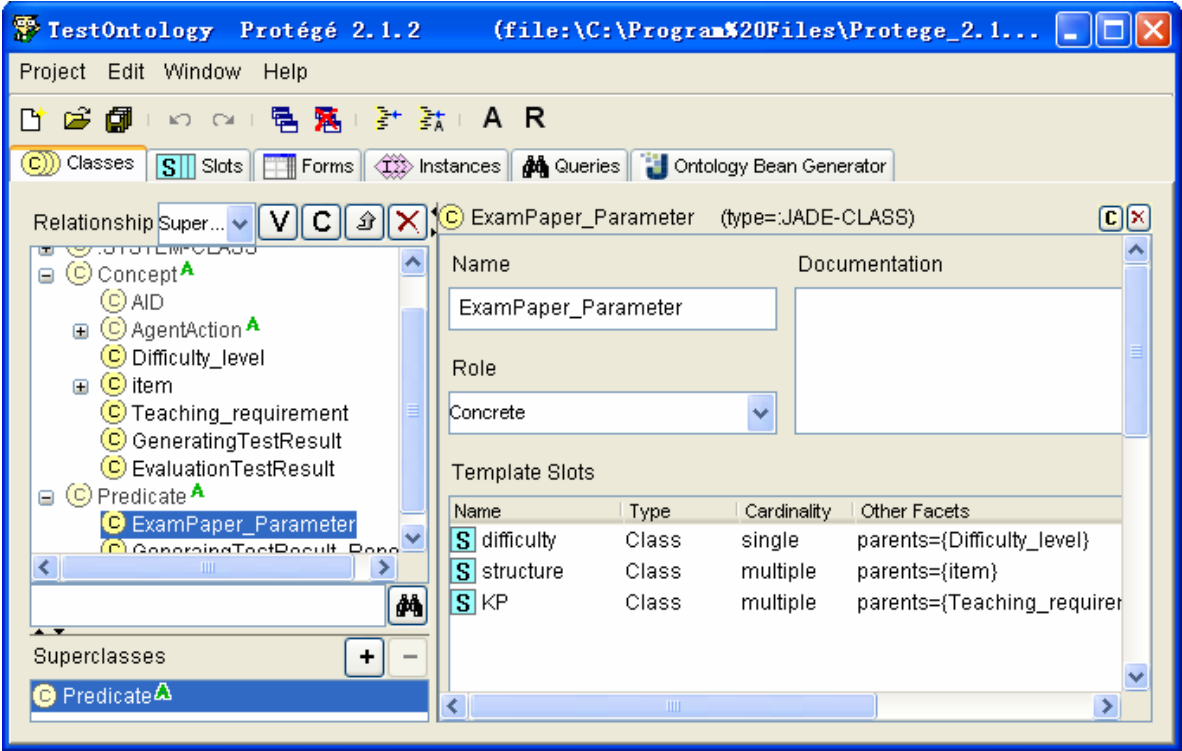 TestOntology Protégé 2.1.2 (file:\C:\Program%20Files\Protege_2.1...
Project Edit Window Help
A R
C Classes S Slots Forms I Instances Queries Ontology Bean Generator
Relationship Super... V C
C :SYSTEM-CLASS
C Concept A
C AID
C AgentAction A
C Difficulty_level
C item
C Teaching_requirement
C GeneratingTestResult
C EvaluationTestResult
C Predicate A
C ExamPaper_Parameter
Superclasses + −
C Predicate A
C ExamPaper_Parameter (type=:JADE-CLASS) C
Name Documentation
ExamPaper_Parameter
Role
Concrete
Template Slots
Name Type Cardinality Other Facets
S difficulty Class single parents={Difficulty_level}
S structure Class multiple parents={item}
S KP Class multiple parents={Teaching_requirer